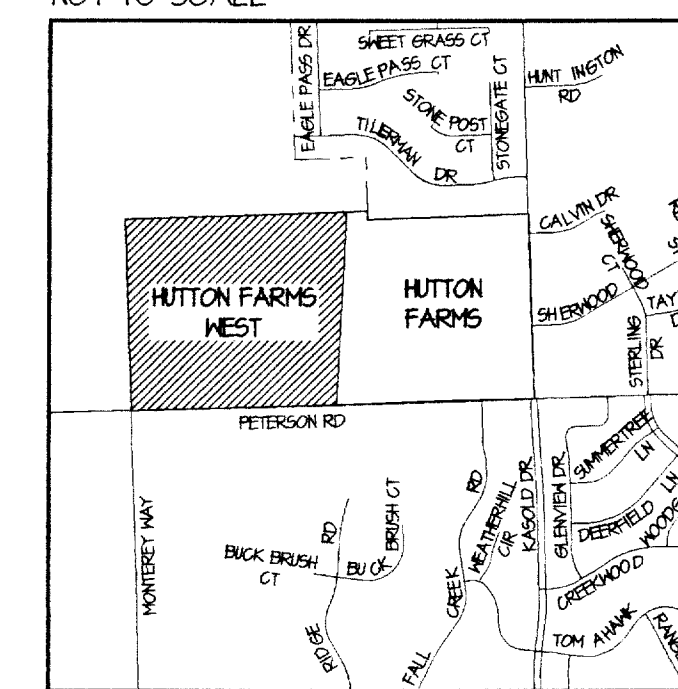 NOT TO SCALE
EAGLE PASS DR
SWEET GRASS CT
EAGLE PASS CT
STONE POST
CT
STONEGATE CT
HUNT INGTON
RD
TILERMAN
DR
CALVIN DR
SHERWOOD
CT
HUTTON FARMS
WEST
HUTTON
FARMS
SHERWOOD
TAY
STERLING
DR
PETERSON RD
MONTEREY WAY
BUCK BRUSH
CT
BUCK
BRUSH CT
RD
RIDGE
RD
CREEK
FALL
WEATHERHILL
CIR
KASOLD DR
GLENVIEW DR
SUMMERTREE
LN
DEERFIELD
LN
CREEKWOOD
TOM AHAWK